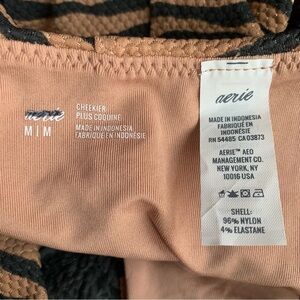 aerie
M | M
CHEEKIER
PLUS COQUINE
MADE IN INDONESIA
FABRIQUÉ EN INDONÉSIE
aerie
MADE IN INDONESIA
FABRIQUÉ EN
INDONÉSIE
RN 54485 CA 03873
AERIE™ AEO
MANAGEMENT CO.
NEW YORK, NY
10016 USA
SHELL:
96% NYLON
4% ELASTANE